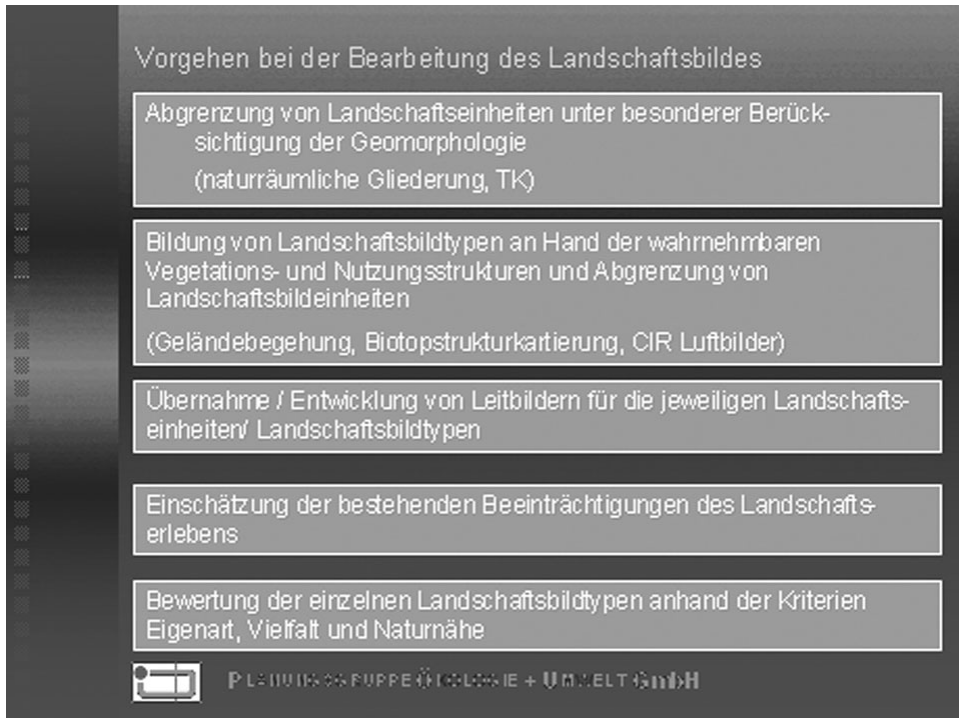 Vorgehen bei der Bearbeitung des Landschaftsbildes
Abgrenzung von Landschaftseinheiten unter besonderer Berück-
sichtigung der Geomorphologie
(naturräumliche Gliederung, TK)
Bildung von Landschaftsbildtypen an Hand der wahrnehmbaren
Vegetations- und Nutzungsstrukturen und Abgrenzung von
Landschaftsbildeinheiten
(Geländebegehung, Biotopstrukturkartierung, CIR Luftbilder)
Übernahme / Entwicklung von Leitbildern für die jeweiligen Landschafts-
einheiten/ Landschaftsbildtypen
Einschätzung der bestehenden Beeinträchtigungen des Landschafts-
erlebens
Bewertung der einzelnen Landschaftsbildtypen anhand der Kriterien
Eigenart, Vielfalt und Naturnähe
PLANUNGSGRUPPE ÖKOLOGIE + UMWELT GmbH